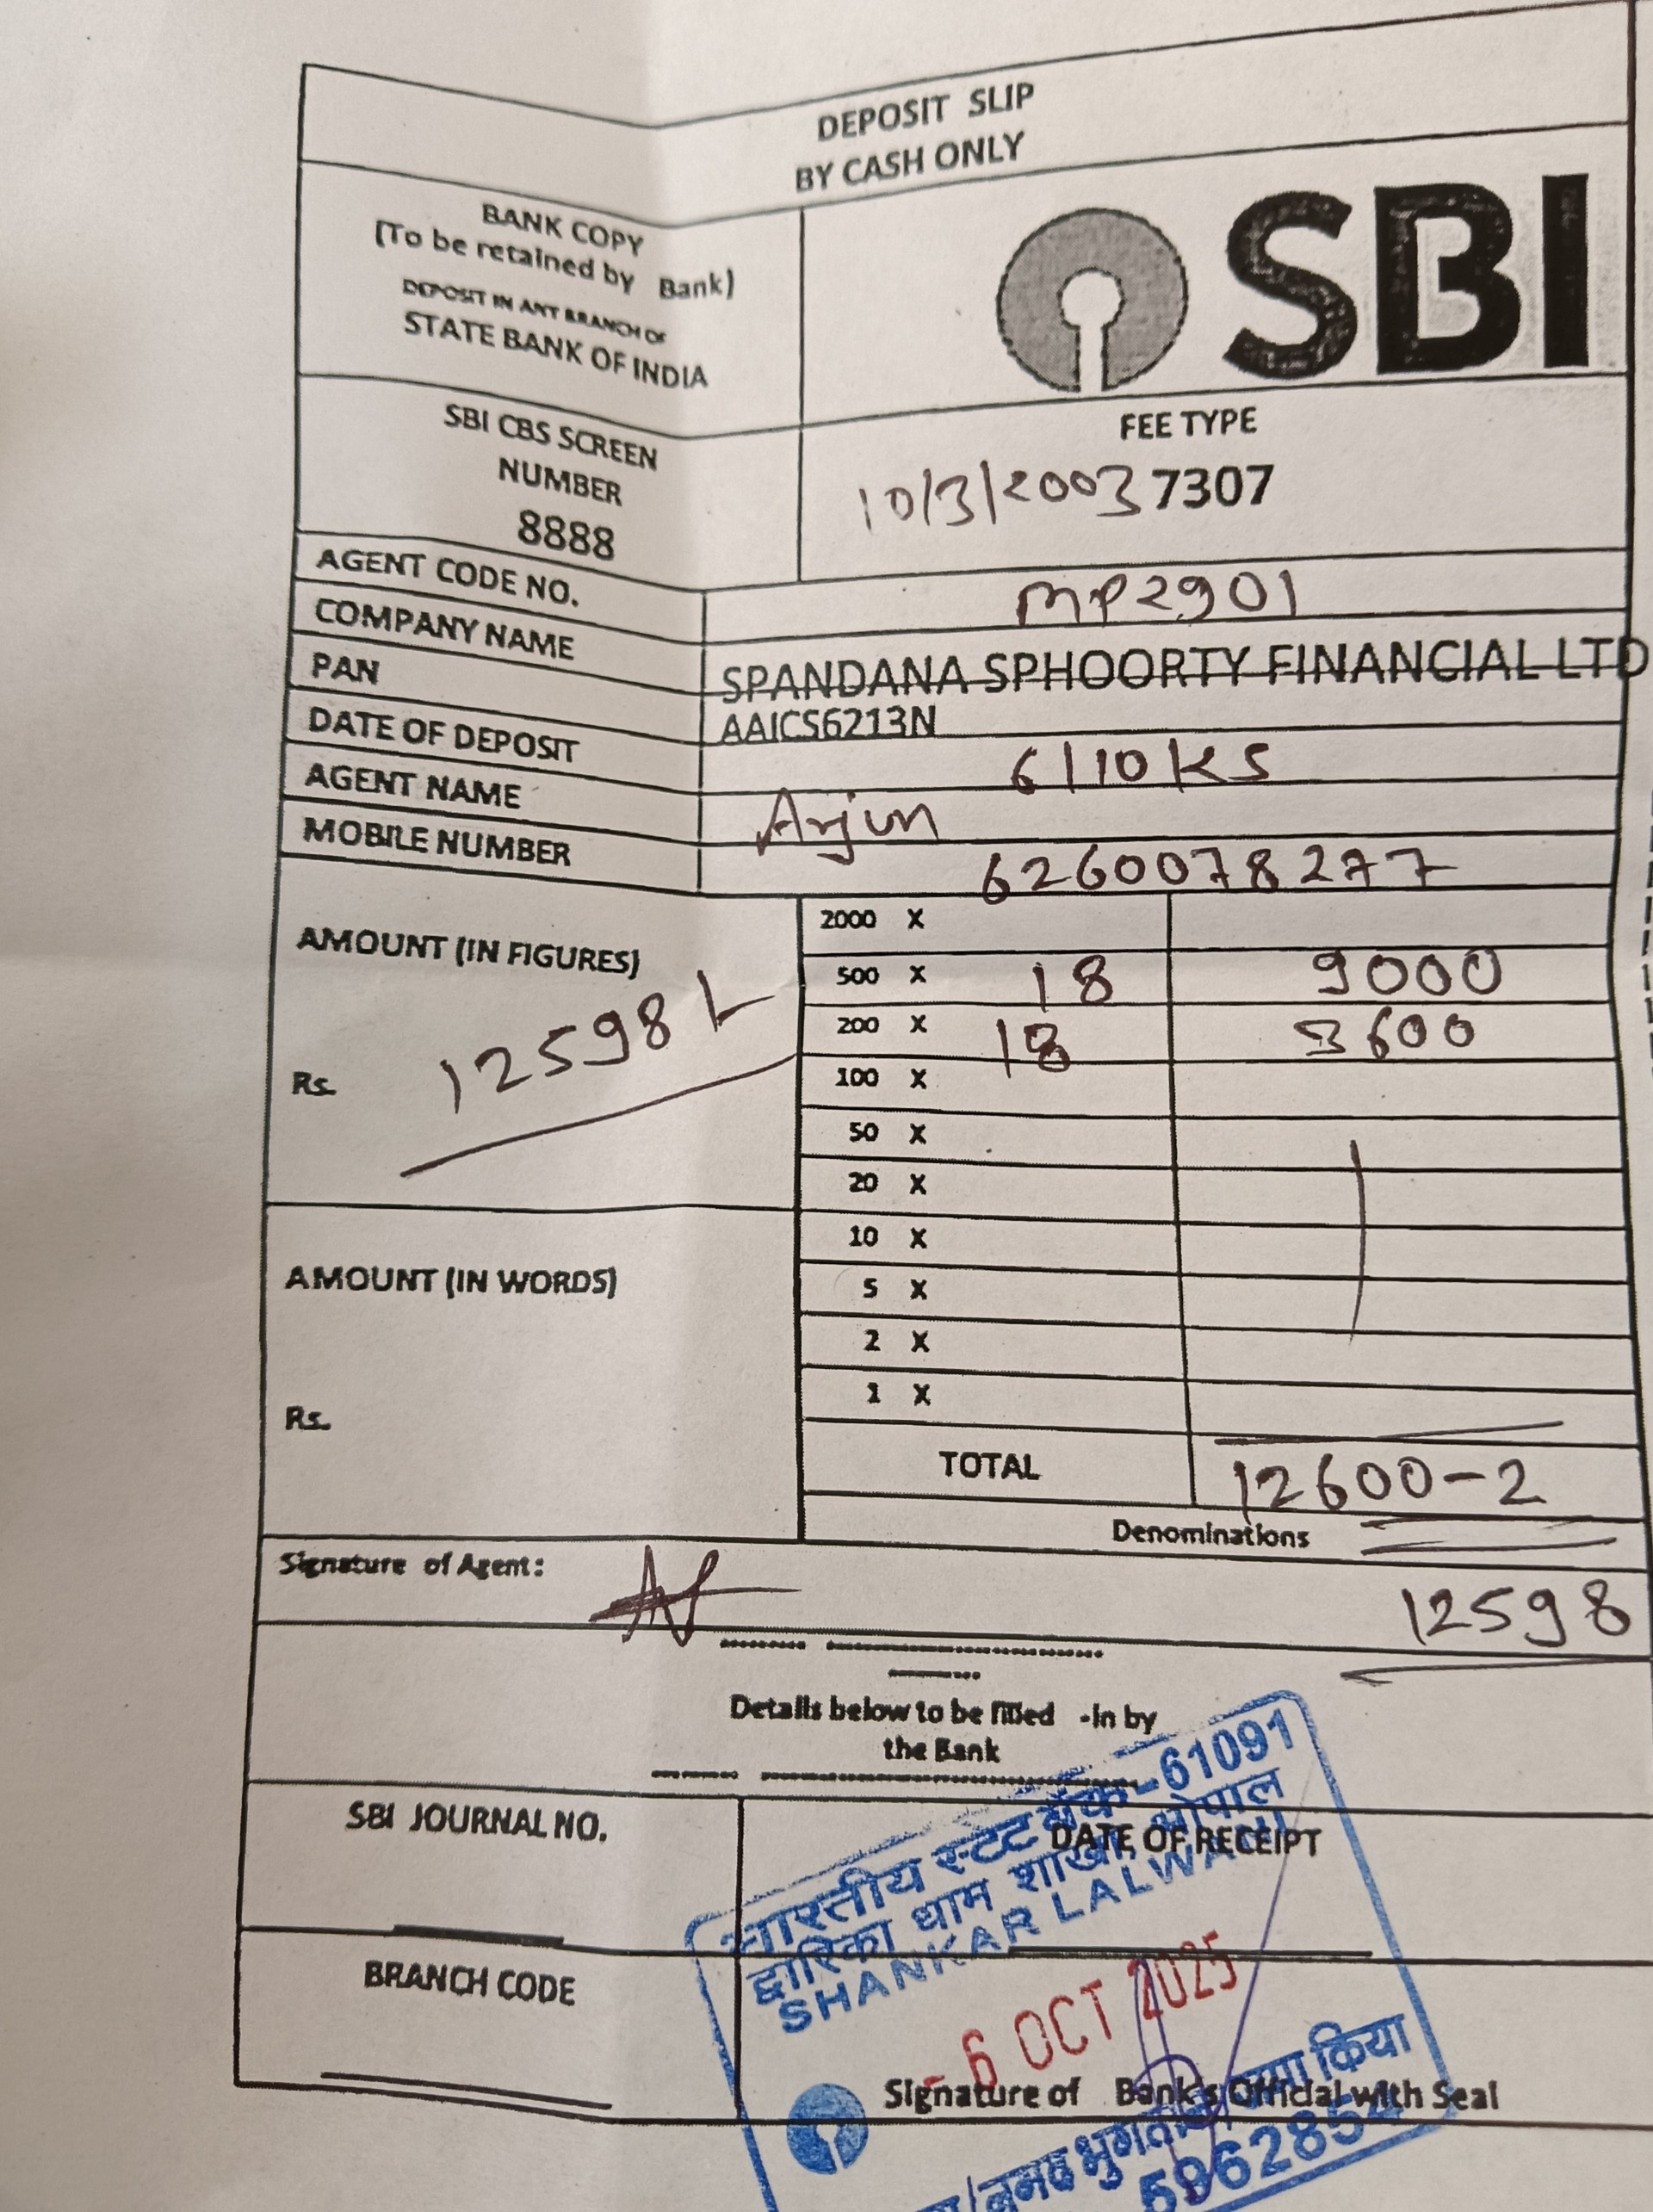 DEPOSIT SLIP
BY CASH ONLY
BANK COPY
(To be retained by Bank)
DEPOSIT IN ANY BRANCH OF
STATE BANK OF INDIA
SBI
SBI CBS SCREEN
NUMBER
8888
FEE TYPE
10/3/2003 7307
AGENT CODE NO. MP2901
COMPANY NAME SPANDANA SPHOORTY FINANCIAL LTD
PAN AAICS6213N
DATE OF DEPOSIT 6/10
AGENT NAME Arjun
MOBILE NUMBER 6260078277
AMOUNT (IN FIGURES)
Rs. 12598
2000 X
500 X 18 9000
200 X 18 3600
100 X
50 X
20 X
10 X
5 X
2 X
1 X
AMOUNT (IN WORDS)
Rs.
TOTAL 12600-2
Denominations
Signature of Agent:
12598
Details below to be filled -in by
the Bank
SBI JOURNAL NO.
DATE OF RECEIPT
BRANCH CODE
भारतीय स्टेट बैंक-61091
द्वारिका धाम शाखा, भोपाल
SHANKAR LALWANI
- 6 OCT 2025
Signature of Bank's Official with Seal